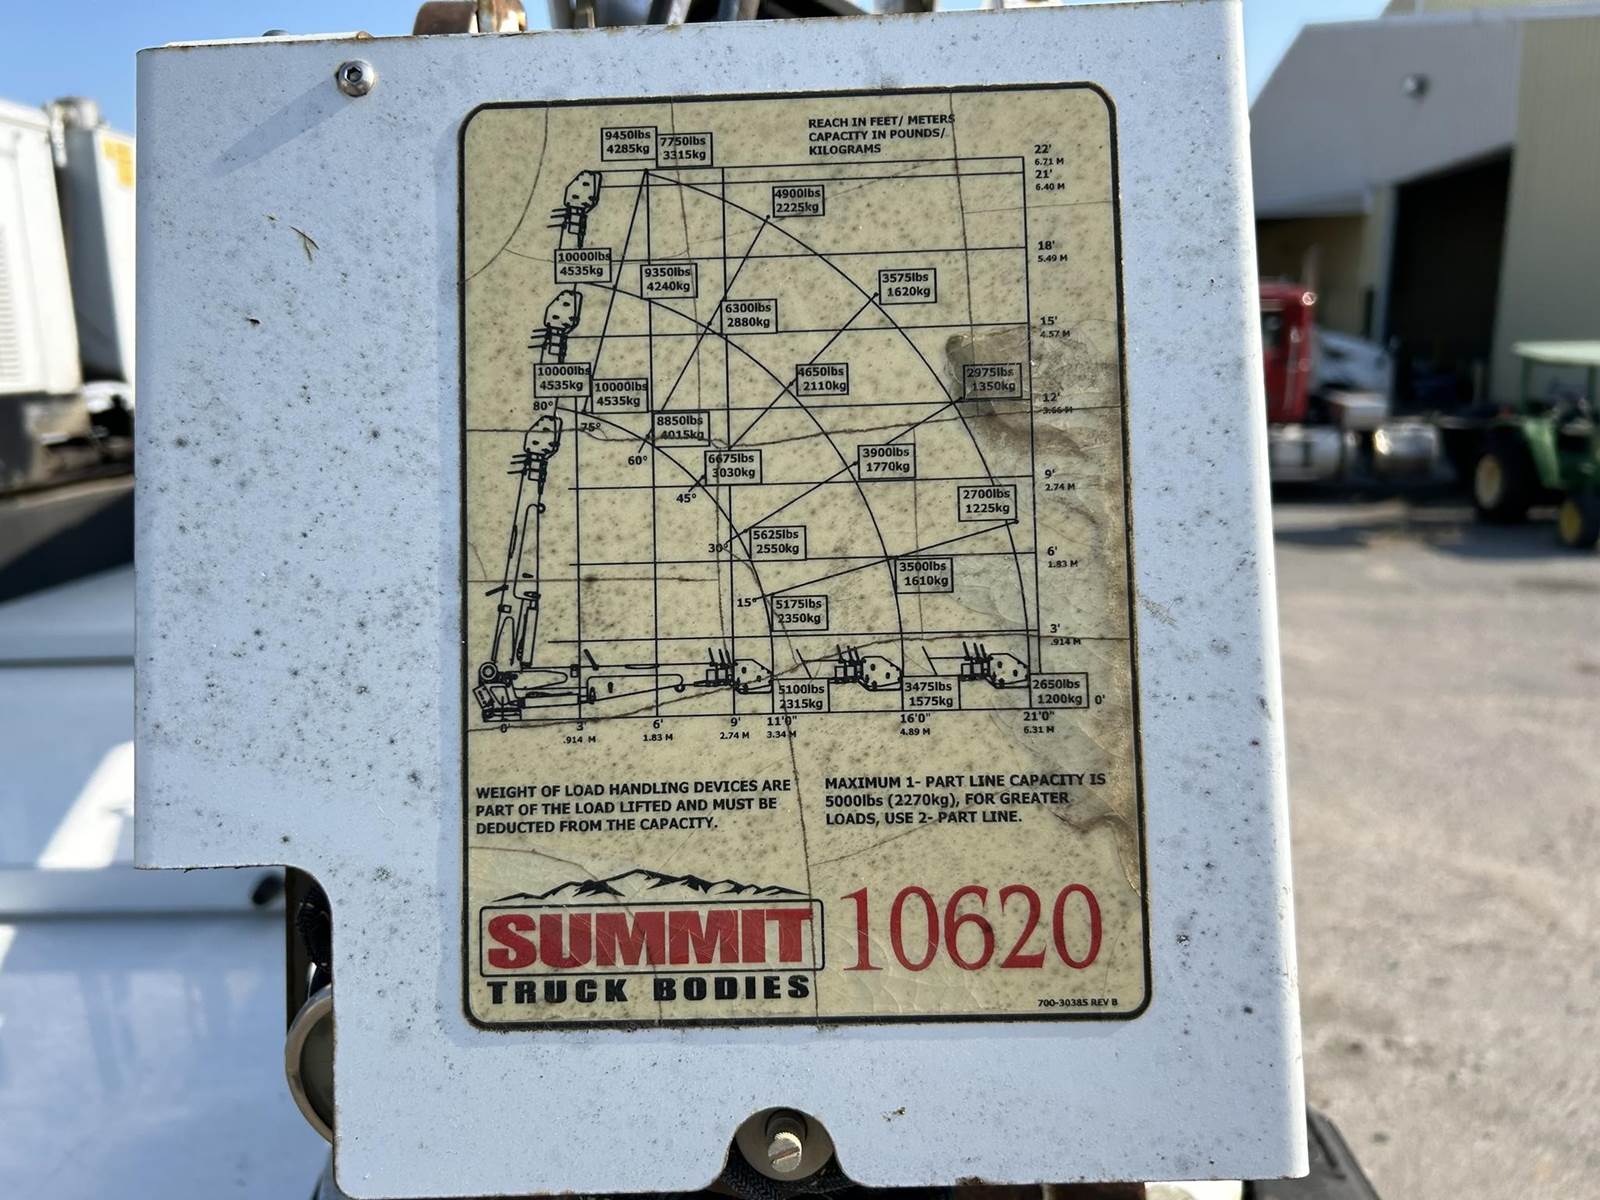 REACH IN FEET/ METERS
CAPACITY IN POUNDS/
KILOGRAMS
9450lbs
4285kg
7750lbs
3315kg
22'
6.71 M
21'
6.40 M
4900lbs
2225kg
18'
5.49 M
10000lbs
4535kg
9350lbs
4240kg
3575lbs
1620kg
6300lbs
2880kg
15'
4.57 M
10000lbs
4535kg
10000lbs
4535kg
4650lbs
2110kg
2975lbs
1350kg
12'
3.66 M
80°
75°
8850lbs
4015kg
60°
6675lbs
3030kg
3900lbs
1770kg
9'
2.74 M
45°
2700lbs
1225kg
30°
5625lbs
2550kg
6'
1.83 M
3500lbs
1610kg
15°
5175lbs
2350kg
3'
.914 M
5100lbs
2315kg
3475lbs
1575kg
2650lbs
1200kg
0'
0' 3' 6' 9' 11'0" 16'0" 21'0"
.914 M 1.83 M 2.74 M 3.34 M 4.89 M 6.31 M
WEIGHT OF LOAD HANDLING DEVICES ARE
PART OF THE LOAD LIFTED AND MUST BE
DEDUCTED FROM THE CAPACITY.
MAXIMUM 1- PART LINE CAPACITY IS
5000lbs (2270kg), FOR GREATER
LOADS, USE 2- PART LINE.
SUMMIT
TRUCK BODIES
10620
700-30385 REV B